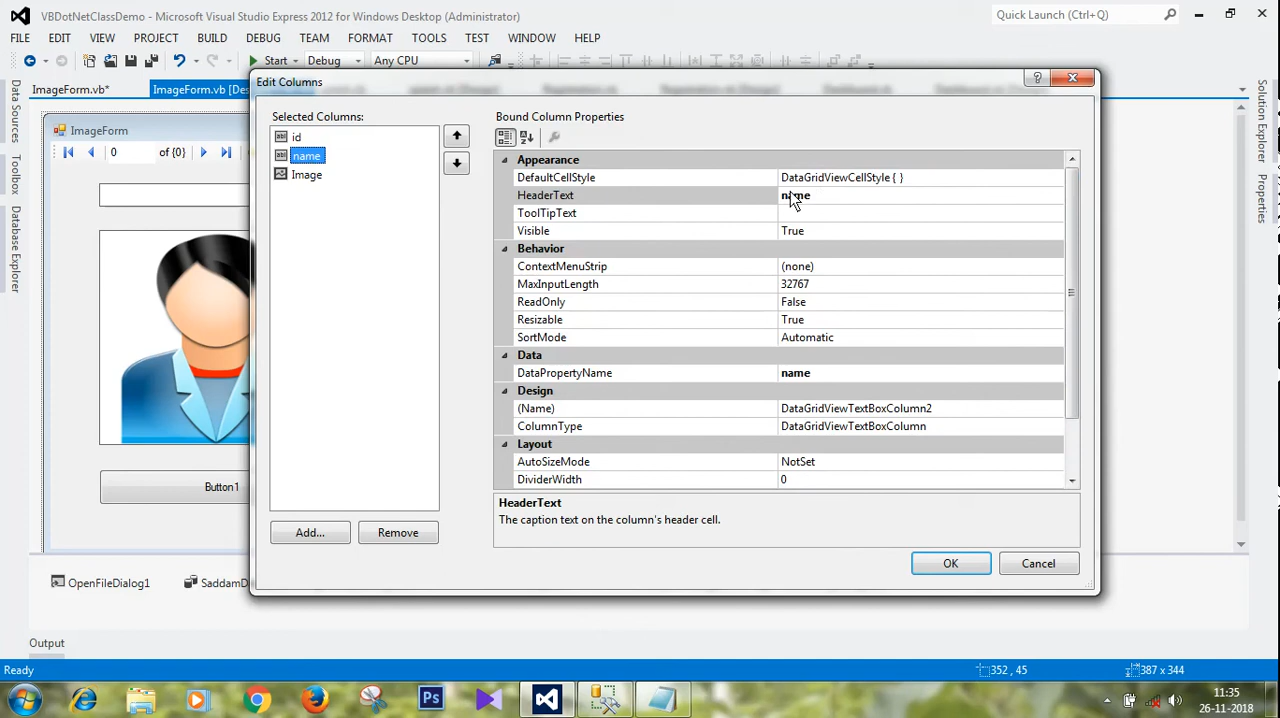 VBDotNetClassDemo - Microsoft Visual Studio Express 2012 for Windows Desktop (Administrator)
Quick Launch (Ctrl+Q)
FILE EDIT VIEW PROJECT BUILD DEBUG TEAM FORMAT TOOLS TEST WINDOW HELP
Start Debug Any CPU
ImageForm.vb* ImageForm.vb [Des
Data Sources
Toolbox
Database Explorer
Solution Explorer
Properties
ImageForm
0 of {0}
Button1
Edit Columns
Selected Columns:
id
name
Image
Add... Remove
Bound Column Properties
Appearance
DefaultCellStyle DataGridViewCellStyle { }
HeaderText name
ToolTipText
Visible True
Behavior
ContextMenuStrip (none)
MaxInputLength 32767
ReadOnly False
Resizable True
SortMode Automatic
Data
DataPropertyName name
Design
(Name) DataGridViewTextBoxColumn2
ColumnType DataGridViewTextBoxColumn
Layout
AutoSizeMode NotSet
DividerWidth 0
HeaderText
The caption text on the column's header cell.
OK Cancel
OpenFileDialog1 SaddamD
Output
Ready 352 , 45 387 x 344
Ps
11:35
26-11-2018